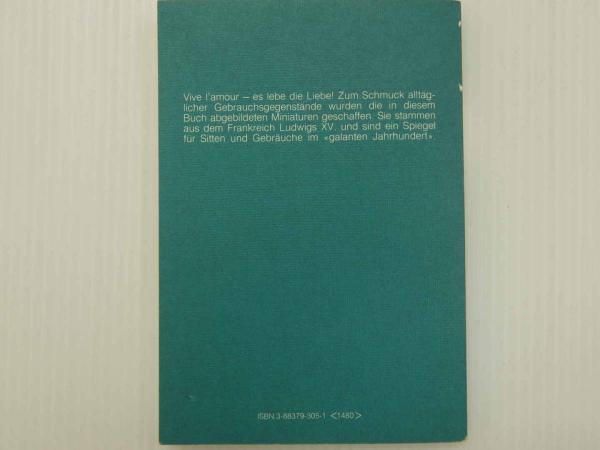 Vive l'amour – es lebe die Liebe! Zum Schmuck alltäg-
licher Gebrauchsgegenstände wurden die in diesem
Buch abgebildeten Miniaturen geschaffen. Sie stammen
aus dem Frankreich Ludwigs XV. und sind ein Spiegel
für Sitten und Gebräuche im «galanten Jahrhundert».
ISBN 3-88379-305-1 <1480>